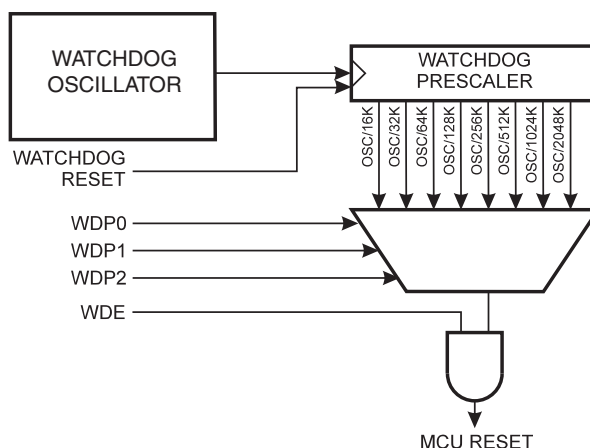 WATCHDOG
OSCILLATOR
WATCHDOG
PRESCALER
OSC/16K
OSC/32K
OSC/64K
OSC/128K
OSC/256K
OSC/512K
OSC/1024K
OSC/2048K
WATCHDOG
RESET
WDP0
WDP1
WDP2
WDE
MCU RESET